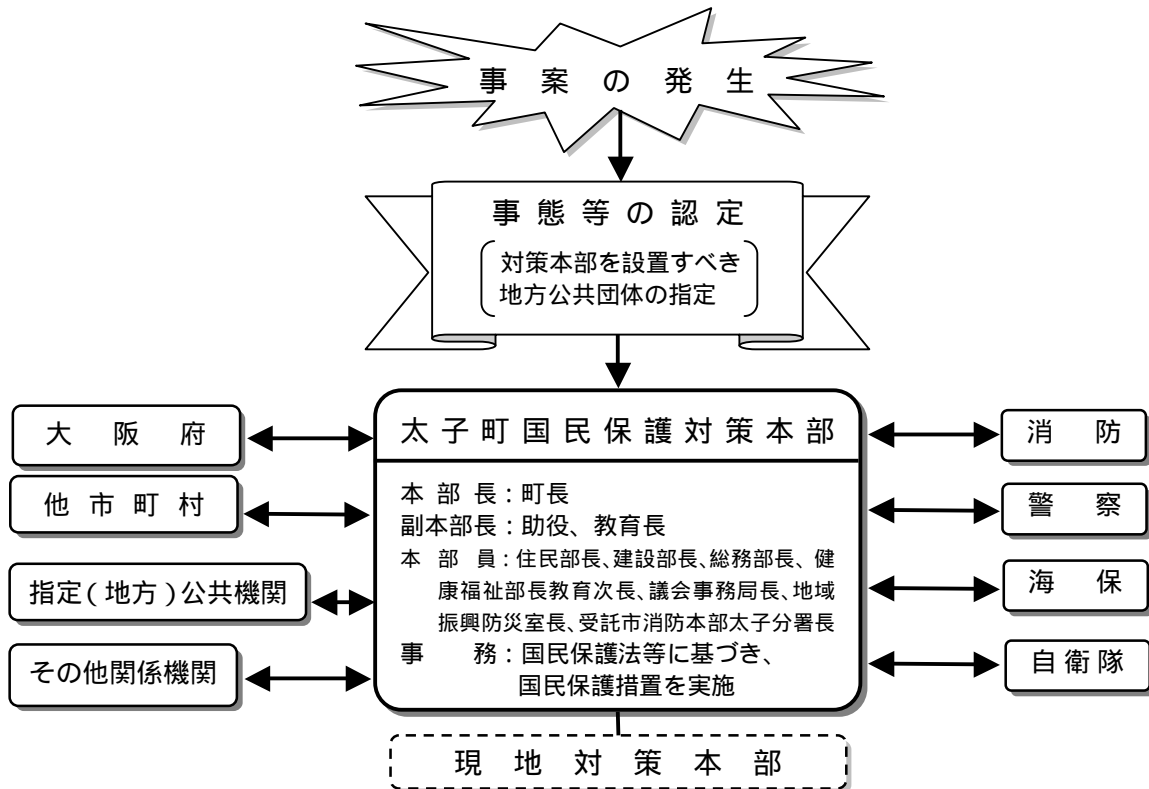 事案の発生
事態等の認定
対策本部を設置すべき
地方公共団体の指定
大阪府
他市町村
指定(地方)公共機関
その他関係機関
太子町国民保護対策本部
本部長:町長
副本部長:助役、教育長
本部員:住民部長、建設部長、総務部長、健
康福祉部長教育次長、議会事務局長、地域
振興防災室長、受託市消防本部太子分署長
事務:国民保護法等に基づき、
国民保護措置を実施
消防
警察
海保
自衛隊
現地対策本部